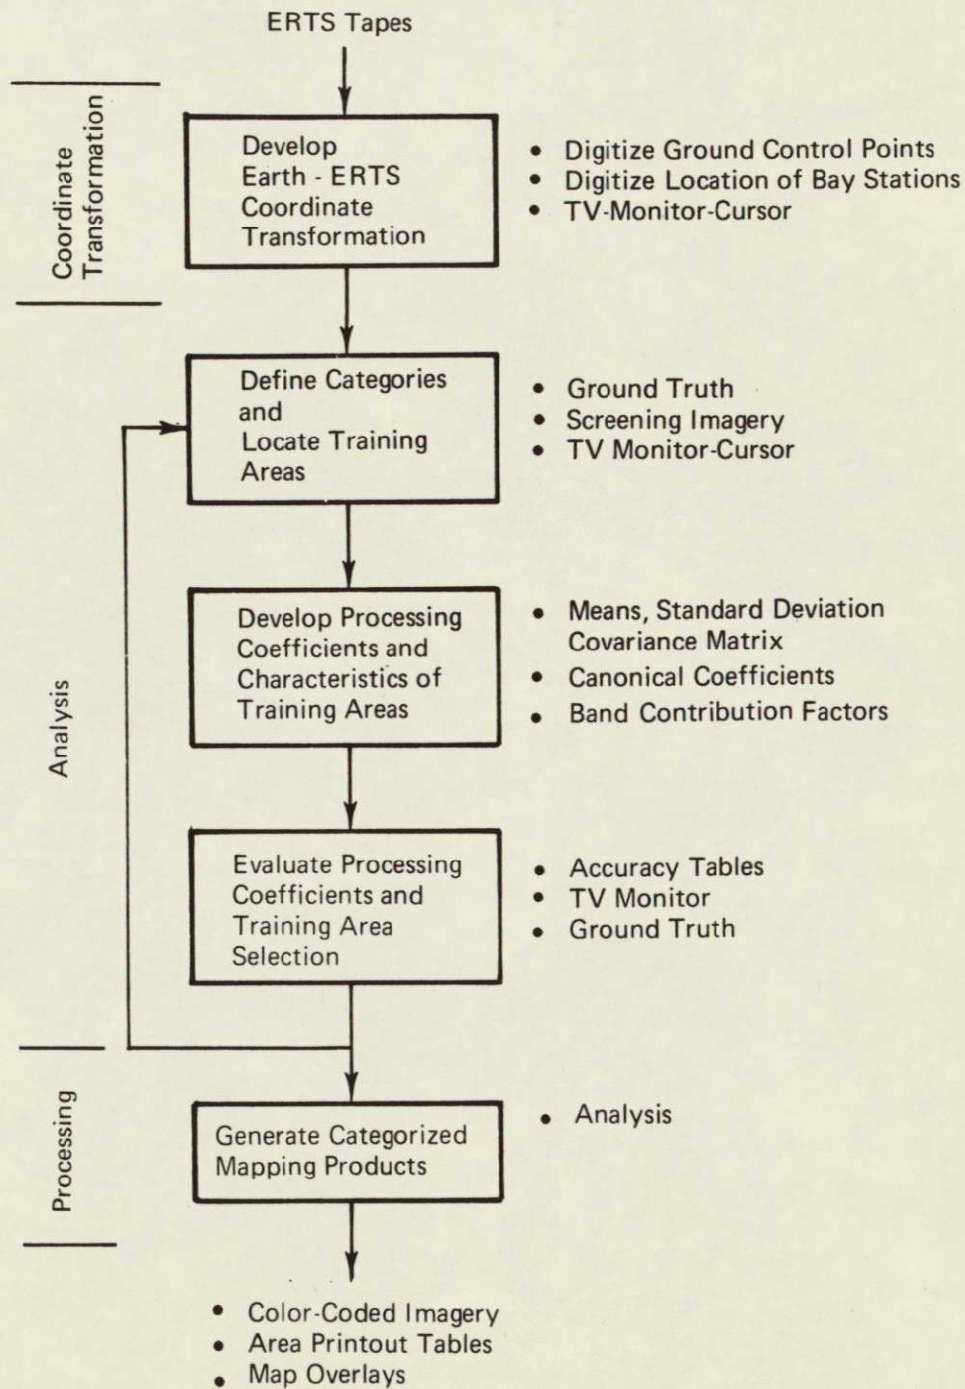 ERTS Tapes
Coordinate
Transformation
Develop
Earth - ERTS
Coordinate
Transformation
• Digitize Ground Control Points
• Digitize Location of Bay Stations
• TV-Monitor-Cursor
Analysis
Define Categories
and
Locate Training
Areas
• Ground Truth
• Screening Imagery
• TV Monitor-Cursor
Develop Processing
Coefficients and
Characteristics of
Training Areas
• Means, Standard Deviation
Covariance Matrix
• Canonical Coefficients
• Band Contribution Factors
Evaluate Processing
Coefficients and
Training Area
Selection
• Accuracy Tables
• TV Monitor
• Ground Truth
Processing
Generate Categorized
Mapping Products
• Analysis
• Color-Coded Imagery
• Area Printout Tables
• Map Overlays